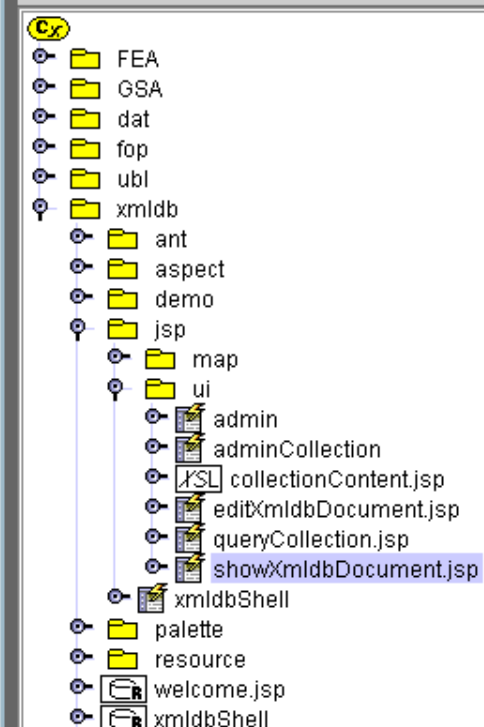 Cx
FEA
GSA
dat
fop
ubl
xmldb
ant
aspect
demo
jsp
map
ui
admin
adminCollection
XSL collectionContent.jsp
editXmldbDocument.jsp
queryCollection.jsp
showXmldbDocument.jsp
xmldbShell
palette
resource
R welcome.jsp
R xmldbShell